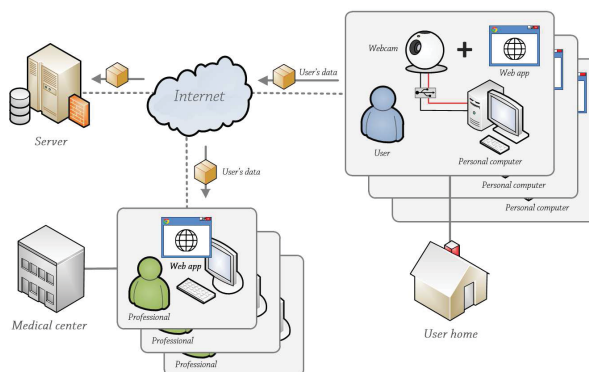 Webcam
Web app
User's data
Internet
Server
User
Personal computer
Personal computer
Personal computer
User's data
Web app
Professional
Professional
Professional
Medical center
User home